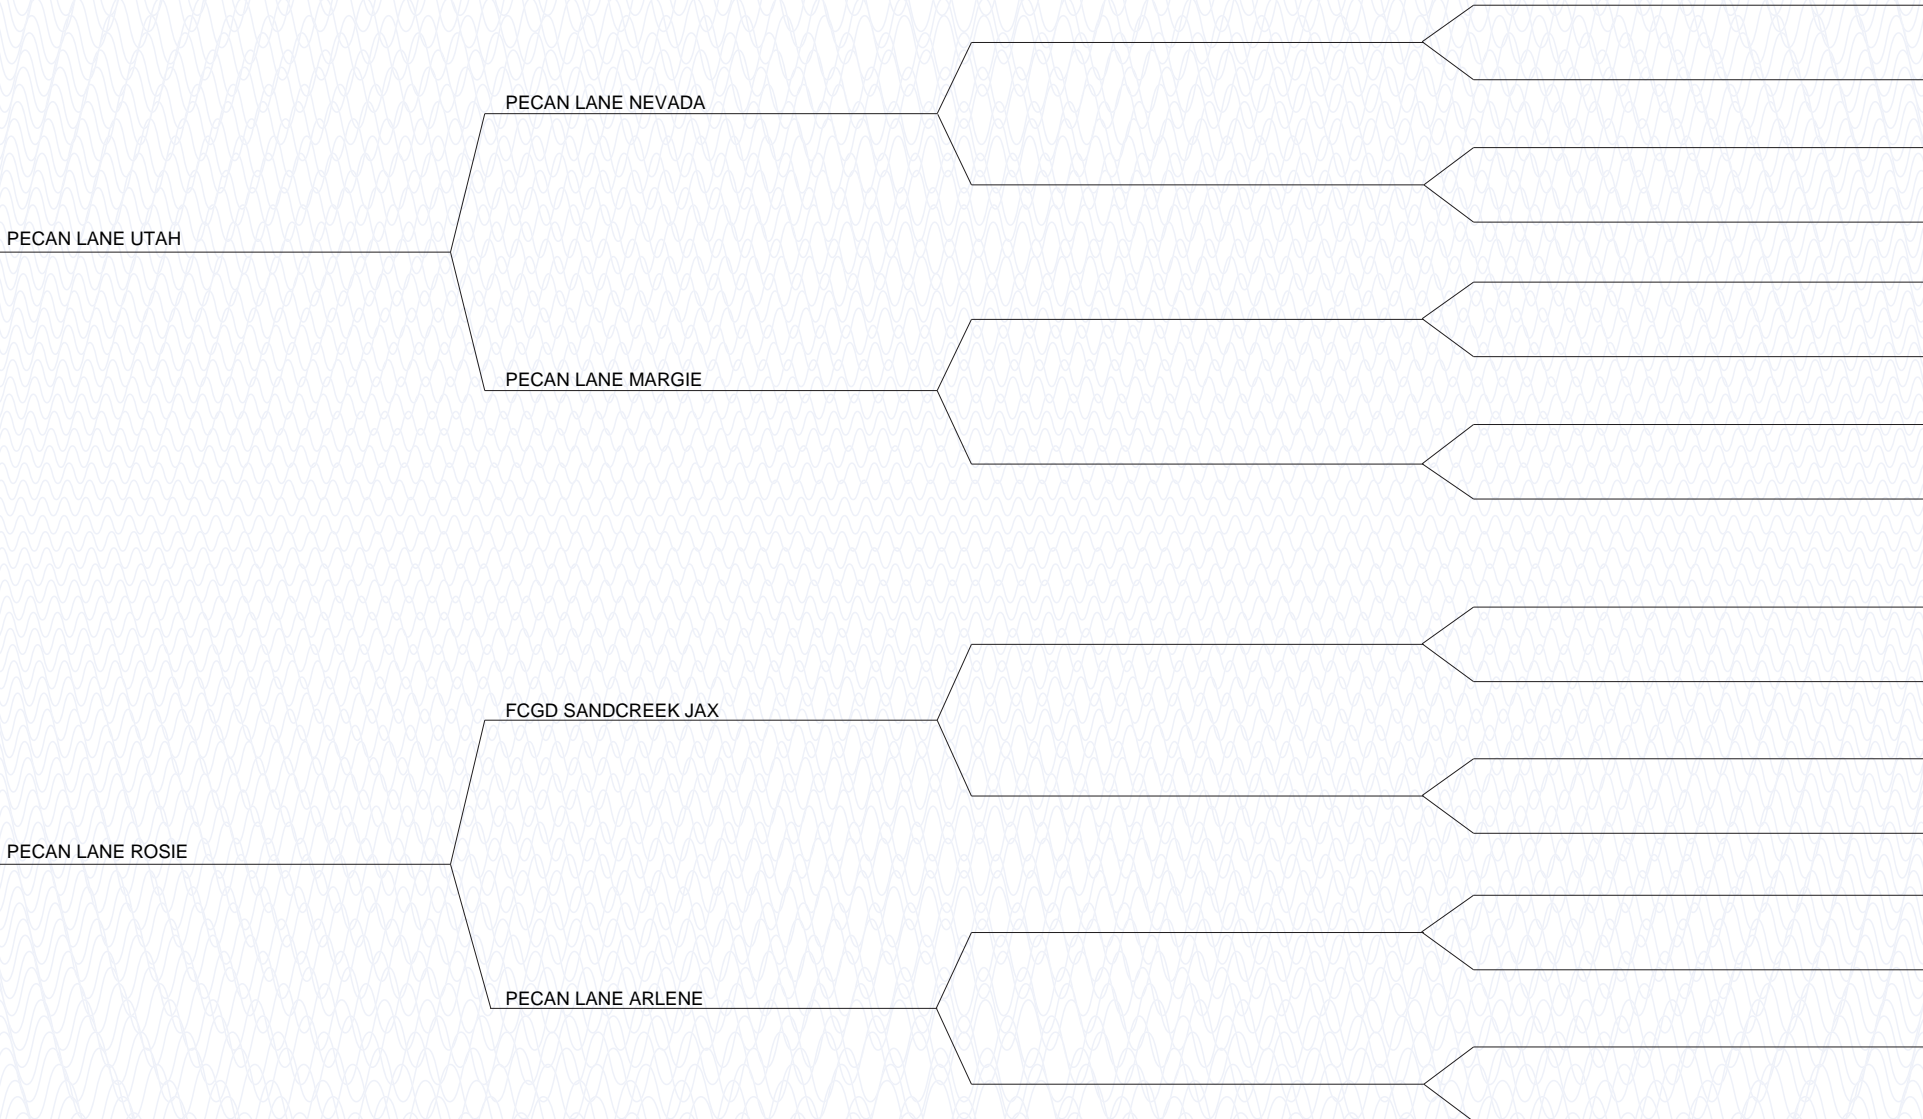 PECAN LANE NEVADA
PECAN LANE UTAH
PECAN LANE MARGIE
FCGD SANDCREEK JAX
PECAN LANE ROSIE
PECAN LANE ARLENE